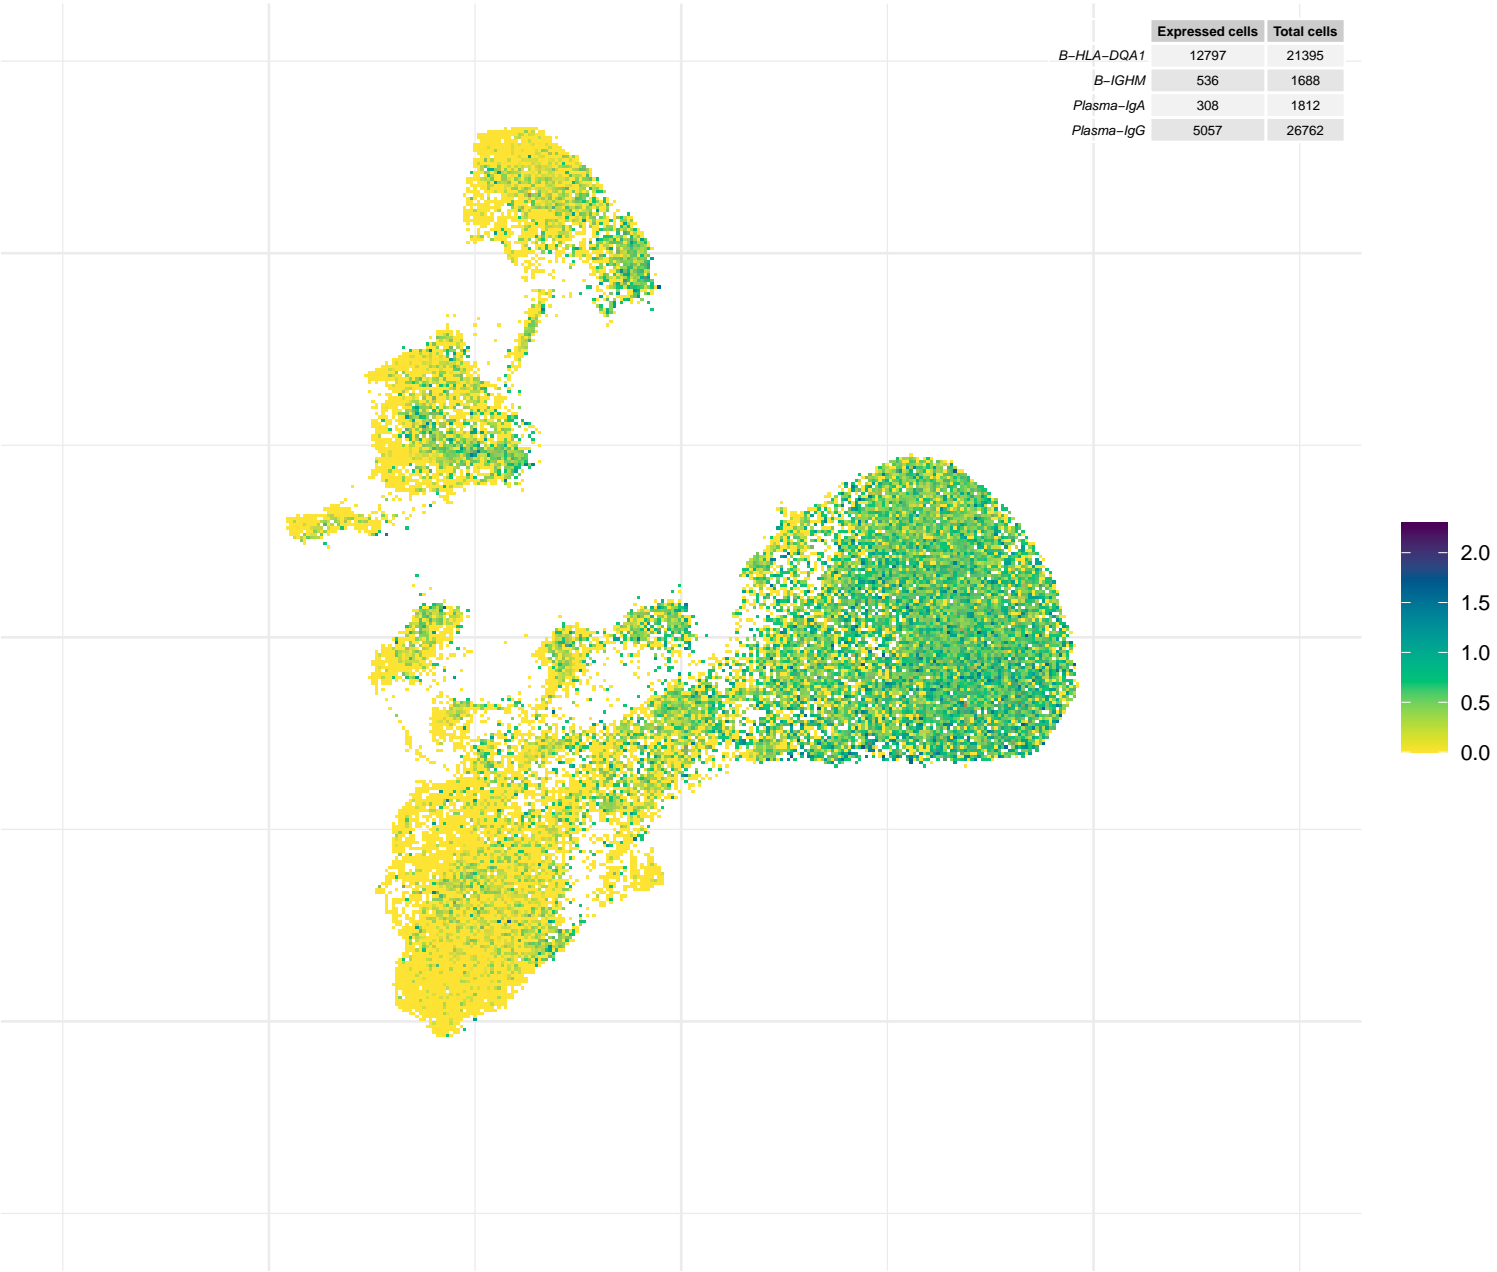 Expressed cells Total cells
B−HLA−DQA1 12797 21395
B−IGHM 536 1688
Plasma−IgA 308 1812
Plasma−IgG 5057 26762
2.0
1.5
1.0
0.5
0.0